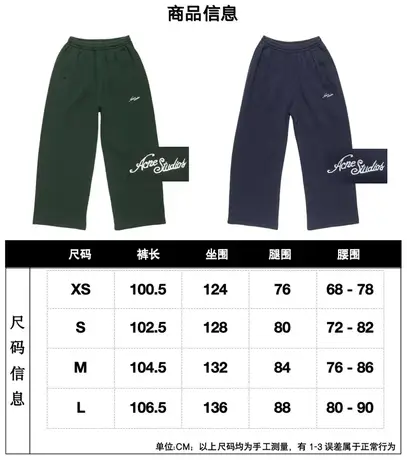 商品信息
Acne Studios
Acne Studios
尺码 裤长 坐围 腿围 腰围
尺码信息
XS 100.5 124 76 68 - 78
S 102.5 128 80 72 - 82
M 104.5 132 84 76 - 86
L 106.5 136 88 80 - 90
单位:CM；以上尺码均为手工测量，有 1-3 误差属于正常行为